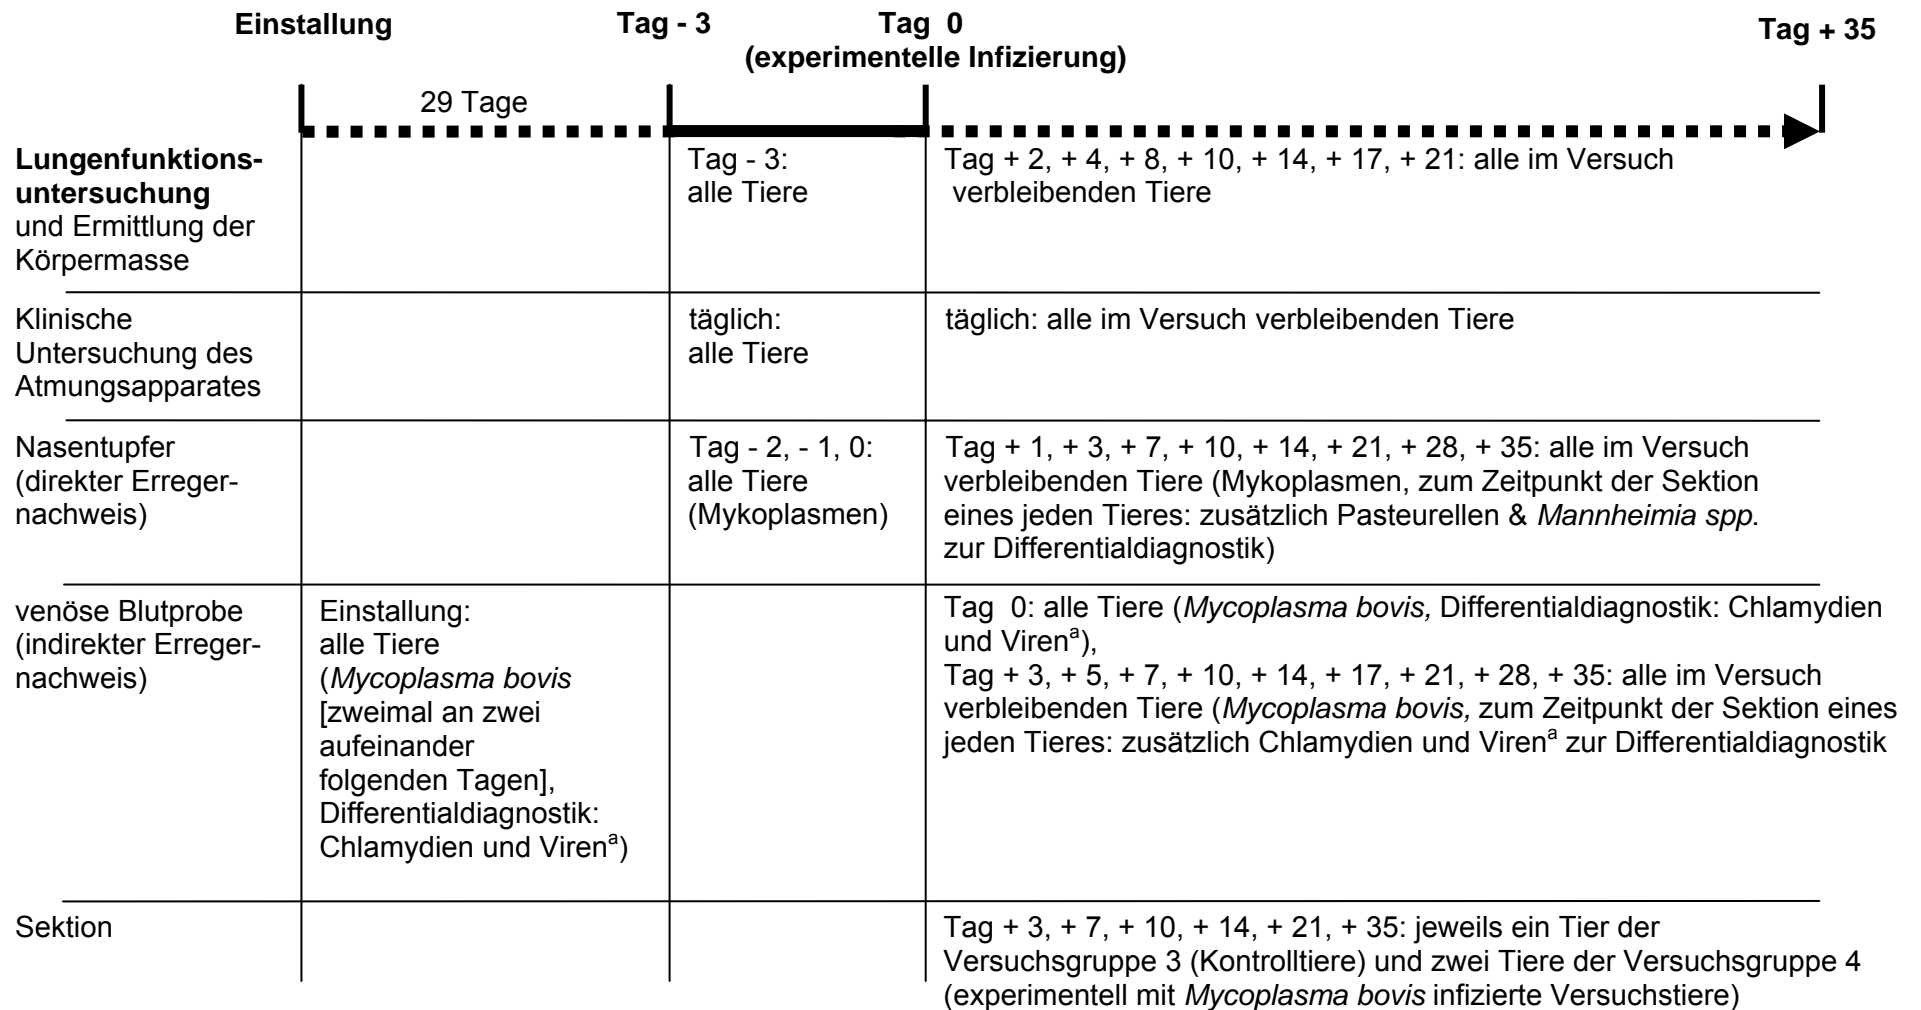 Einstallung
Tag - 3
Tag 0
(experimentelle Infizierung)
Tag + 35
29 Tage
Lungenfunktions-
untersuchung
und Ermittlung der
Körpermasse
Tag - 3:
alle Tiere
Tag + 2, + 4, + 8, + 10, + 14, + 17, + 21: alle im Versuch
verbleibenden Tiere
Klinische
Untersuchung des
Atmungsapparates
täglich:
alle Tiere
täglich: alle im Versuch verbleibenden Tiere
Nasentupfer
(direkter Erreger-
nachweis)
Tag - 2, - 1, 0:
alle Tiere
(Mykoplasmen)
Tag + 1, + 3, + 7, + 10, + 14, + 21, + 28, + 35: alle im Versuch
verbleibenden Tiere (Mykoplasmen, zum Zeitpunkt der Sektion
eines jeden Tieres: zusätzlich Pasteurellen & Mannheimia spp.
zur Differentialdiagnostik)
venöse Blutprobe
(indirekter Erreger-
nachweis)
Einstallung:
alle Tiere
(Mycoplasma bovis
[zweimal an zwei
aufeinander
folgenden Tagen],
Differentialdiagnostik:
Chlamydien und Virenᵃ)
Tag 0: alle Tiere (Mycoplasma bovis, Differentialdiagnostik: Chlamydien
und Virenᵃ),
Tag + 3, + 5, + 7, + 10, + 14, + 17, + 21, + 28, + 35: alle im Versuch
verbleibenden Tiere (Mycoplasma bovis, zum Zeitpunkt der Sektion eines
jeden Tieres: zusätzlich Chlamydien und Virenᵃ zur Differentialdiagnostik
Sektion
Tag + 3, + 7, + 10, + 14, + 21, + 35: jeweils ein Tier der
Versuchsgruppe 3 (Kontrolltiere) und zwei Tiere der Versuchsgruppe 4
(experimentell mit Mycoplasma bovis infizierte Versuchstiere)